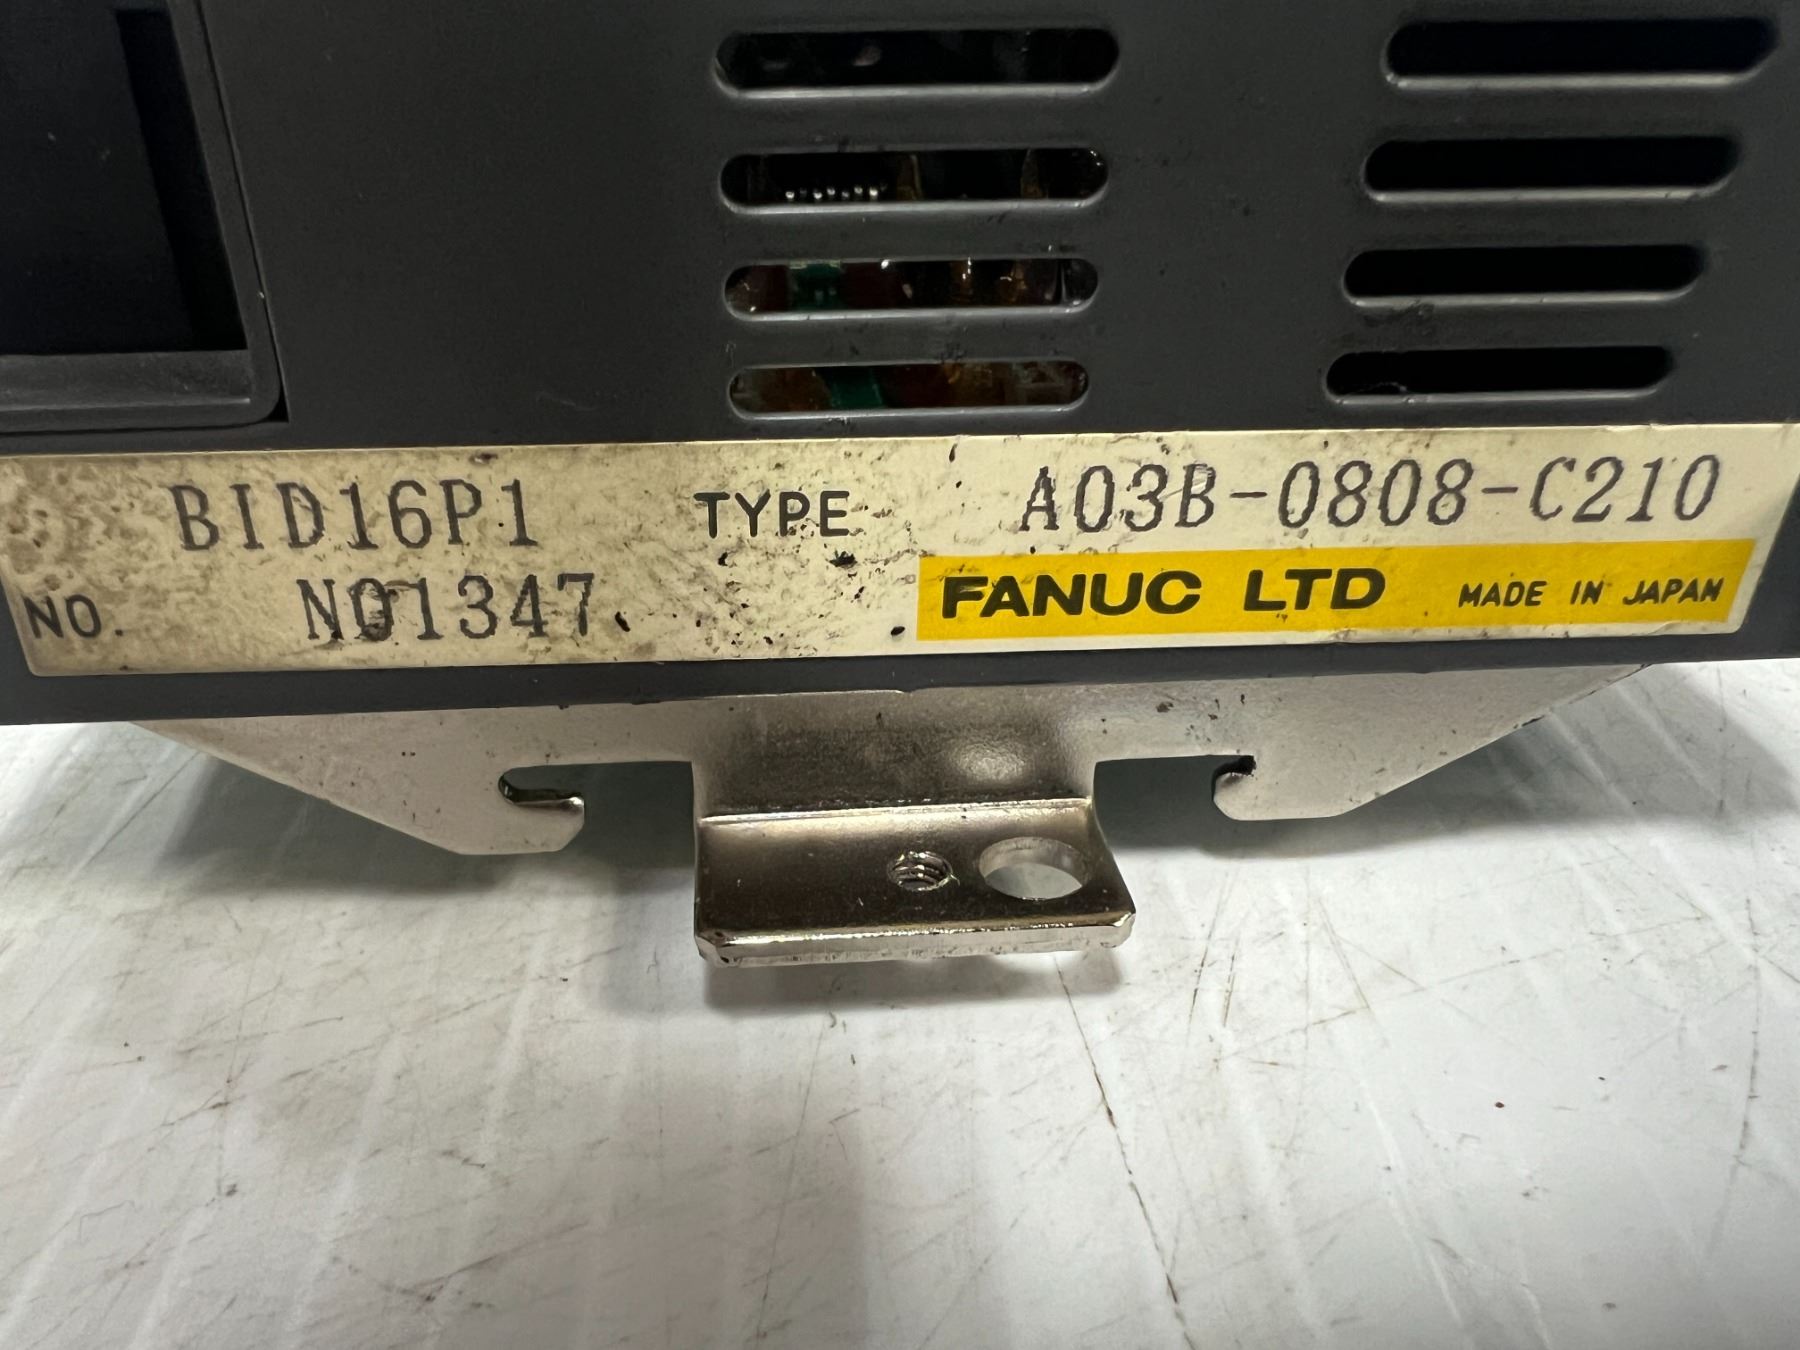 BID16P1 TYPE A03B-0808-C210
NO. N01347 FANUC LTD MADE IN JAPAN